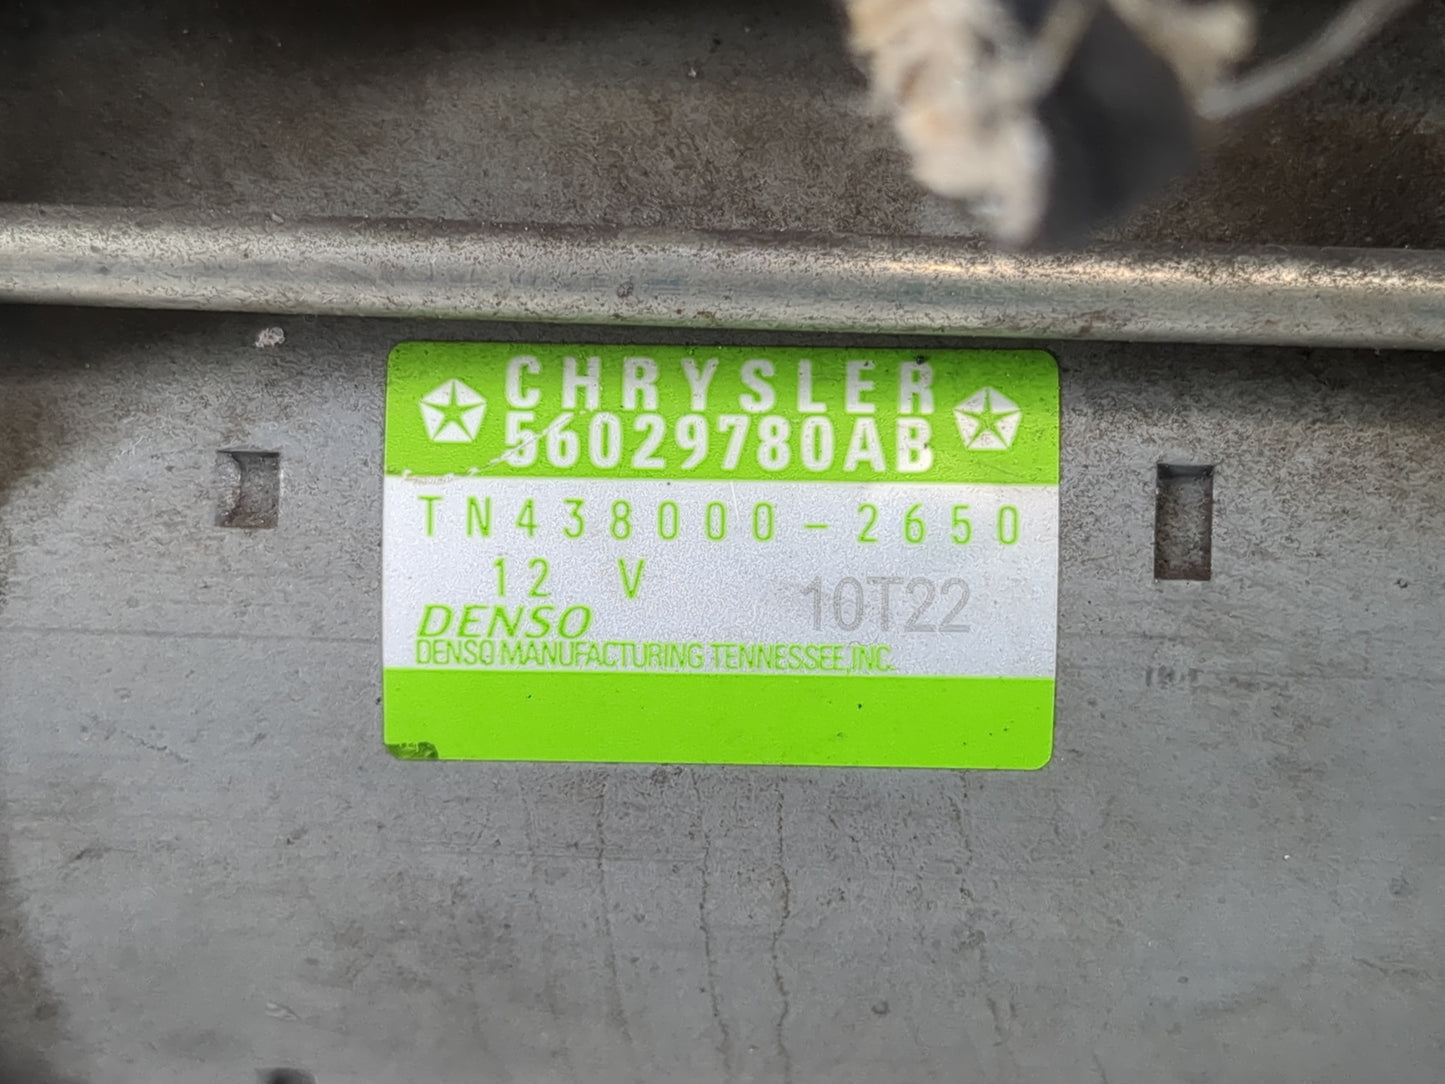 CHRYSLER
56029780AB
TN438000-2650
12 V
10T22
DENSO
DENSO MANUFACTURING TENNESSEE,INC.